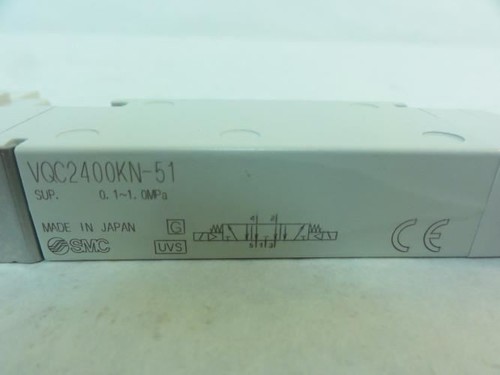 VQC2400KN-51
SUP. 0.1~1.0MPa
MADE IN JAPAN G
SMC UVS
CE